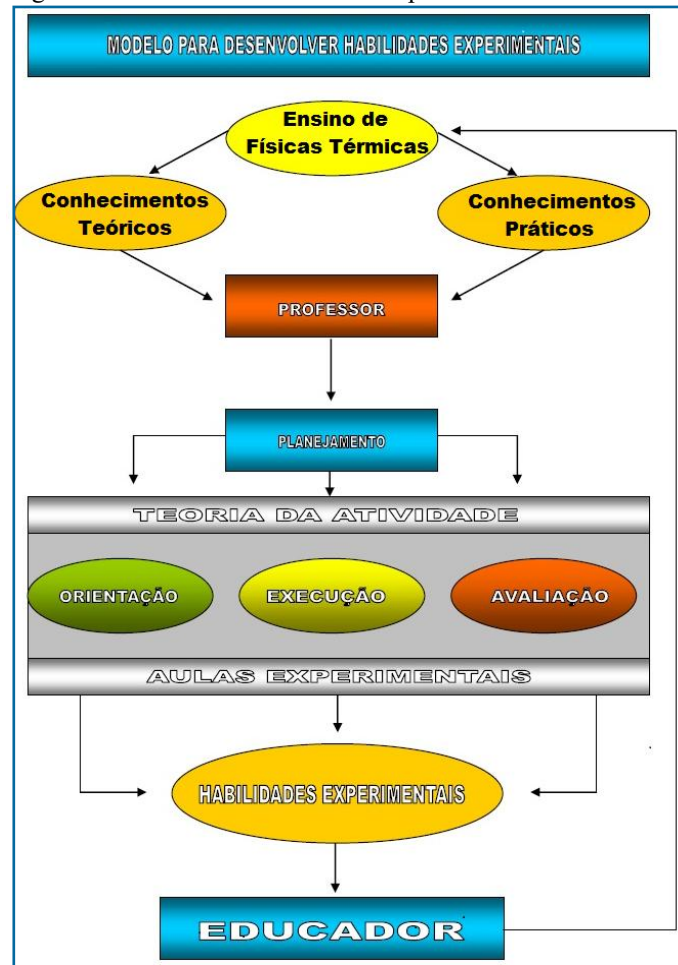 MODELO PARA DESENVOLVER HABILIDADES EXPERIMENTAIS
Ensino de
Físicas Térmicas
Conhecimentos
Teóricos
Conhecimentos
Práticos
PROFESSOR
PLANEJAMENTO
TEORIA DA ATIVIDADE
ORIENTAÇÃO
EXECUÇÃO
AVALIAÇÃO
AULAS EXPERIMENTAIS
HABILIDADES EXPERIMENTAIS
EDUCADOR